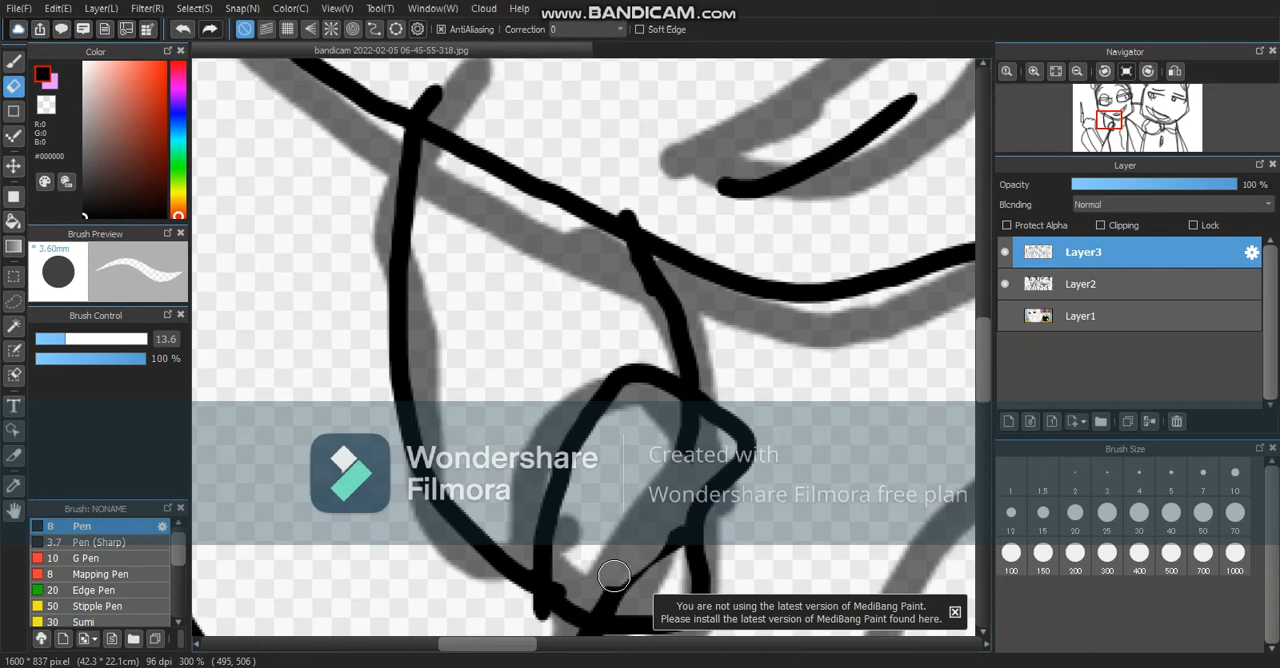 File(F) Edit(E) Layer(L) Filter(R) Select(S) Snap(N) Color(C) View(V) Tool(T) Window(W) Cloud Help
www.BANDICAM.com
AntiAliasing Correction 0 Soft Edge
bandicam 2022-02-05 06-45-55-318.jpg
Color
R:0
G:0
B:0
#000000
Brush Preview
* 3.60mm
Brush Control
13.6
100 %
Brush: NONAME
8 Pen
3.7 Pen (Sharp)
10 G Pen
8 Mapping Pen
20 Edge Pen
50 Stipple Pen
30 Sumi
Wondershare
Filmora
Created with
Wondershare Filmora free plan
You are not using the latest version of MediBang Paint.
Please install the latest version of MediBang Paint found here.
Navigator
Layer
Opacity 100 %
Blending Normal
Protect Alpha Clipping Lock
Layer3
Layer2
Layer1
Brush Size
1 1.5 2 3 4 5 7 10
12 15 20 25 30 40 50 70
100 150 200 300 400 500 700 1000
1600 * 837 pixel (42.3 * 22.1cm) 96 dpi 300 % ( 495, 506 )